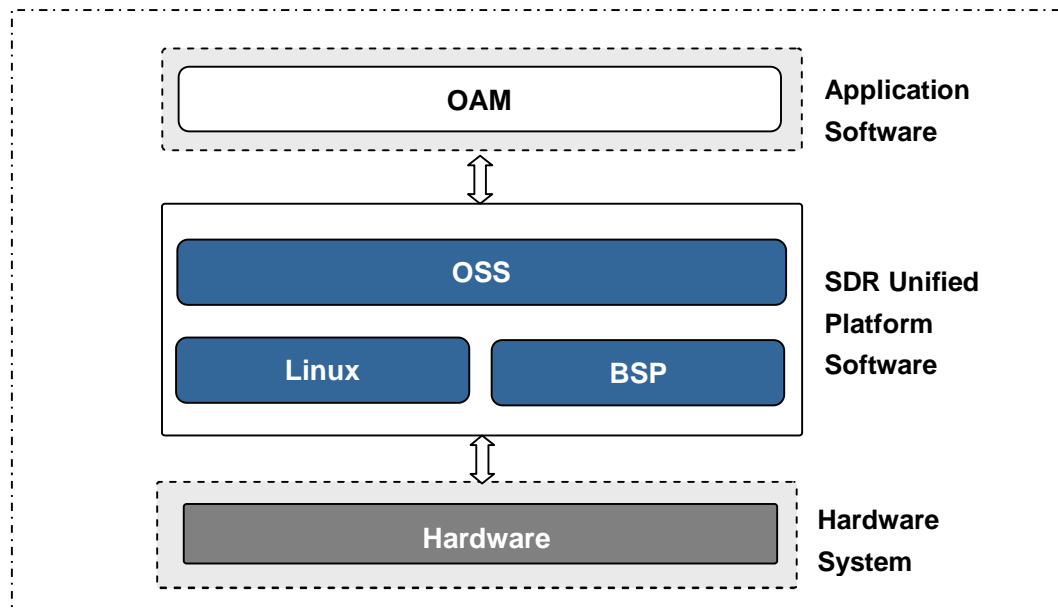 OAM
Application
Software
OSS
SDR Unified
Platform
Software
Linux
BSP
Hardware
Hardware
System